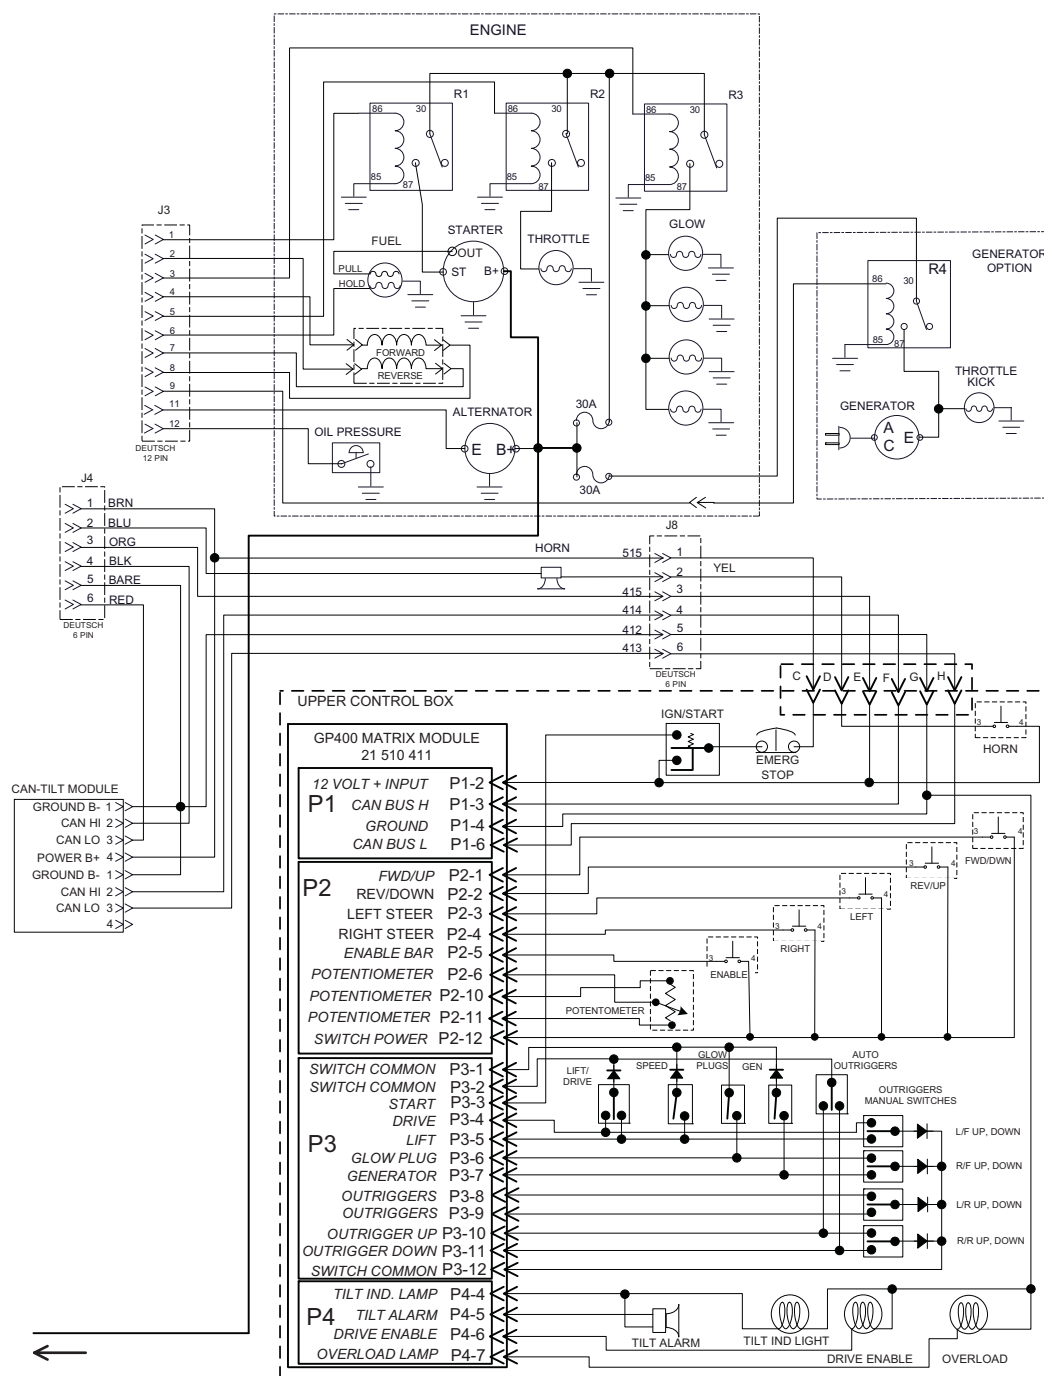 ENGINE
R1
R2
R3
86
30
85
87
86
30
85
87
86
30
85
87
J3
1
2
3
4
5
6
7
8
9
11
12
DEUTSCH
12 PIN
FUEL
PULL
HOLD
STARTER
OUT
ST
B+
THROTTLE
GLOW
FORWARD
REVERSE
ALTERNATOR
E
B+
OIL PRESSURE
30A
30A
GENERATOR
OPTION
R4
86
30
85
87
THROTTLE
KICK
GENERATOR
A
C
E
J4
1 BRN
2 BLU
3 ORG
4 BLK
5 BARE
6 RED
DEUTSCH
6 PIN
HORN
J8
515 1
2 YEL
415 3
414 4
412 5
413 6
DEUTSCH
6 PIN
C D E F G H
UPPER CONTROL BOX
IGN/START
EMERG
STOP
3 4
HORN
GP400 MATRIX MODULE
21 510 411
P1
12 VOLT + INPUT P1-2
CAN BUS H P1-3
GROUND P1-4
CAN BUS L P1-6
CAN-TILT MODULE
GROUND B- 1
CAN HI 2
CAN LO 3
POWER B+ 4
GROUND B- 1
CAN HI 2
CAN LO 3
4
P2
FWD/UP P2-1
REV/DOWN P2-2
LEFT STEER P2-3
RIGHT STEER P2-4
ENABLE BAR P2-5
POTENTIOMETER P2-6
POTENTIOMETER P2-10
POTENTIOMETER P2-11
SWITCH POWER P2-12
3 4
FWD/DWN
3 4
REV/UP
3 4
LEFT
3 4
RIGHT
3 4
ENABLE
POTENTOMETER
P3
SWITCH COMMON P3-1
SWITCH COMMON P3-2
START P3-3
DRIVE P3-4
LIFT P3-5
GLOW PLUG P3-6
GENERATOR P3-7
OUTRIGGERS P3-8
OUTRIGGERS P3-9
OUTRIGGER UP P3-10
OUTRIGGER DOWN P3-11
SWITCH COMMON P3-12
LIFT/
DRIVE
SPEED
GLOW
PLUGS
GEN
AUTO
OUTRIGGERS
OUTRIGGERS
MANUAL SWITCHES
L/F UP, DOWN
R/F UP, DOWN
L/R UP, DOWN
R/R UP, DOWN
P4
TILT IND. LAMP P4-4
TILT ALARM P4-5
DRIVE ENABLE P4-6
OVERLOAD LAMP P4-7
TILT ALARM
TILT IND LIGHT
DRIVE ENABLE
OVERLOAD